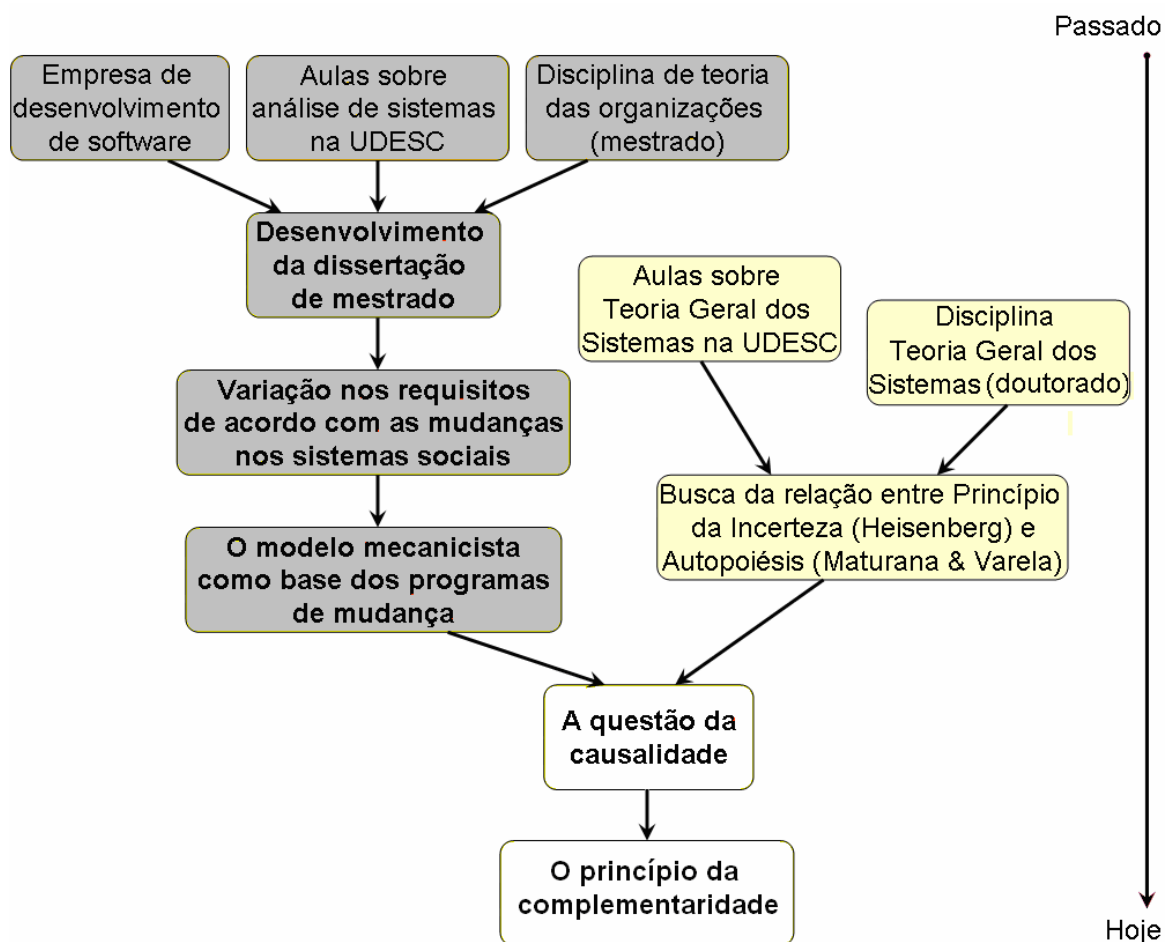 Passado
Empresa de
desenvolvimento
de software
Aulas sobre
análise de sistemas
na UDESC
Disciplina de teoria
das organizações
(mestrado)
Desenvolvimento
da dissertação
de mestrado
Aulas sobre
Teoria Geral dos
Sistemas na UDESC
Disciplina
Teoria Geral dos
Sistemas (doutorado)
Variação nos requisitos
de acordo com as mudanças
nos sistemas sociais
Busca da relação entre Princípio
da Incerteza (Heisenberg) e
Autopoiésis (Maturana & Varela)
O modelo mecanicista
como base dos programas
de mudança
A questão da
causalidade
O princípio da
complementaridade
Hoje